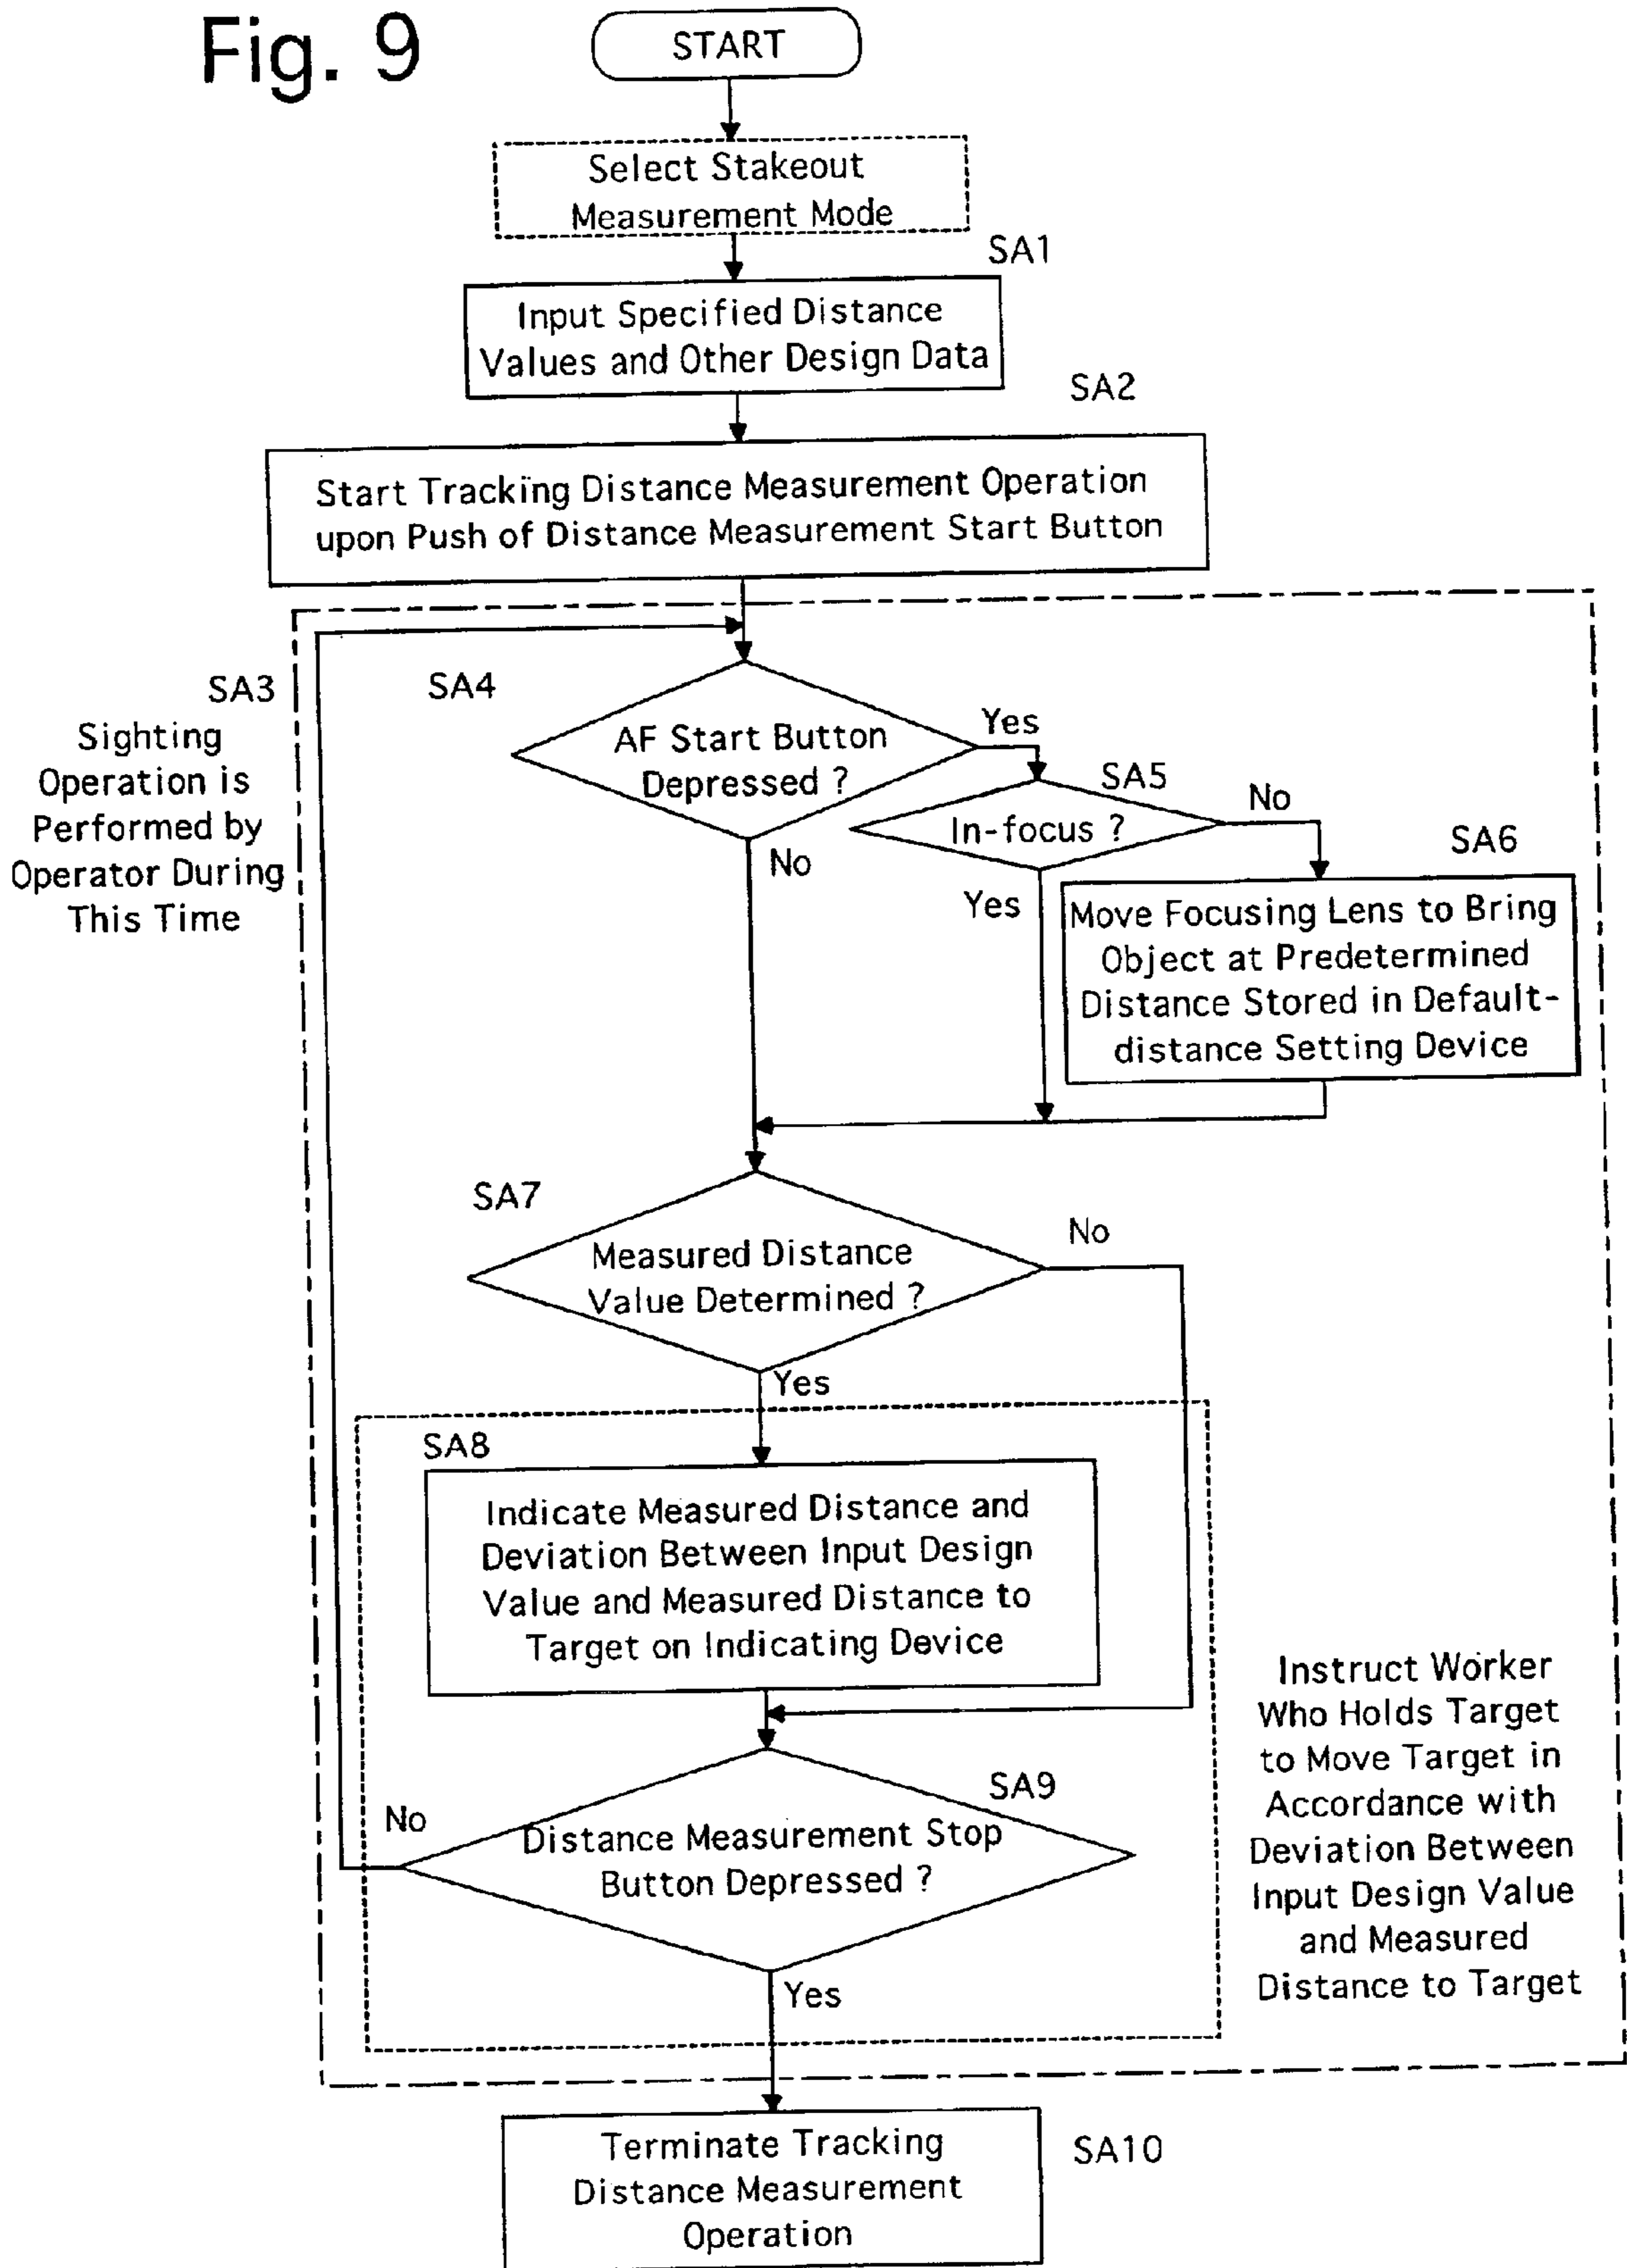 Fig. 9
START
Select Stakeout
Measurement Mode
SA1
Input Specified Distance
Values and Other Design Data
SA2
Start Tracking Distance Measurement Operation
upon Push of Distance Measurement Start Button
SA3
Sighting
Operation is
Performed by
Operator During
This Time
SA4
AF Start Button
Depressed ?
Yes
No
SA5
In-focus ?
No
Yes
SA6
Move Focusing Lens to Bring
Object at Predetermined
Distance Stored in Default-
distance Setting Device
SA7
Measured Distance
Value Determined ?
No
Yes
SA8
Indicate Measured Distance and
Deviation Between Input Design
Value and Measured Distance to
Target on Indicating Device
SA9
Distance Measurement Stop
Button Depressed ?
No
Yes
Instruct Worker
Who Holds Target
to Move Target in
Accordance with
Deviation Between
Input Design Value
and Measured
Distance to Target
Terminate Tracking
Distance Measurement
Operation
SA10